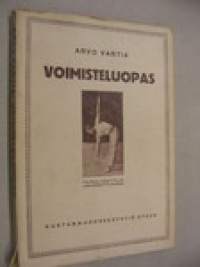 ARVO VARTIA
VOIMISTELUOPAS
KUSTANNUSOSAKEYHTIÖ OTAVA